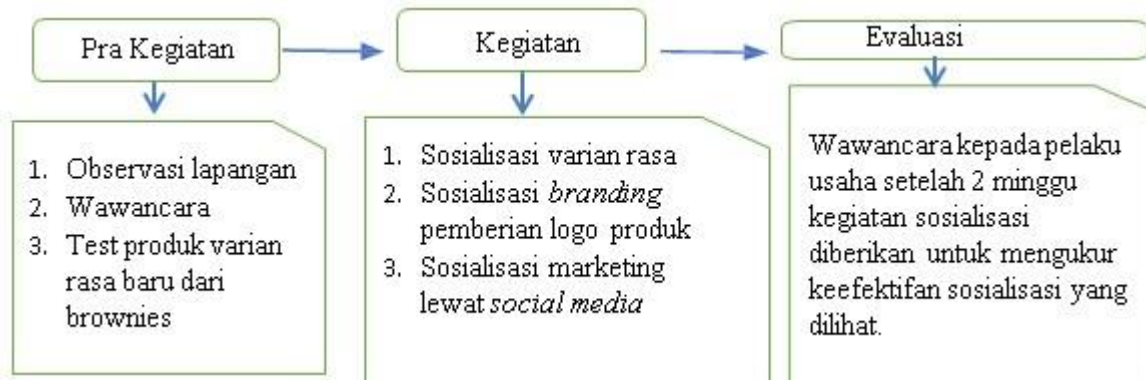 Pra Kegiatan
Kegiatan
Evaluasi
1. Observasi lapangan
2. Wawancara
3. Test produk varian
rasa baru dari
brownies
1. Sosialisasi varian rasa
2. Sosialisasi branding
pemberian logo produk
3. Sosialisasi marketing
lewat social media
Wawancara kepada pelaku
usaha setelah 2 minggu
kegiatan sosialisasi
diberikan untuk mengukur
keefektifan sosialisasi yang
dilihat.